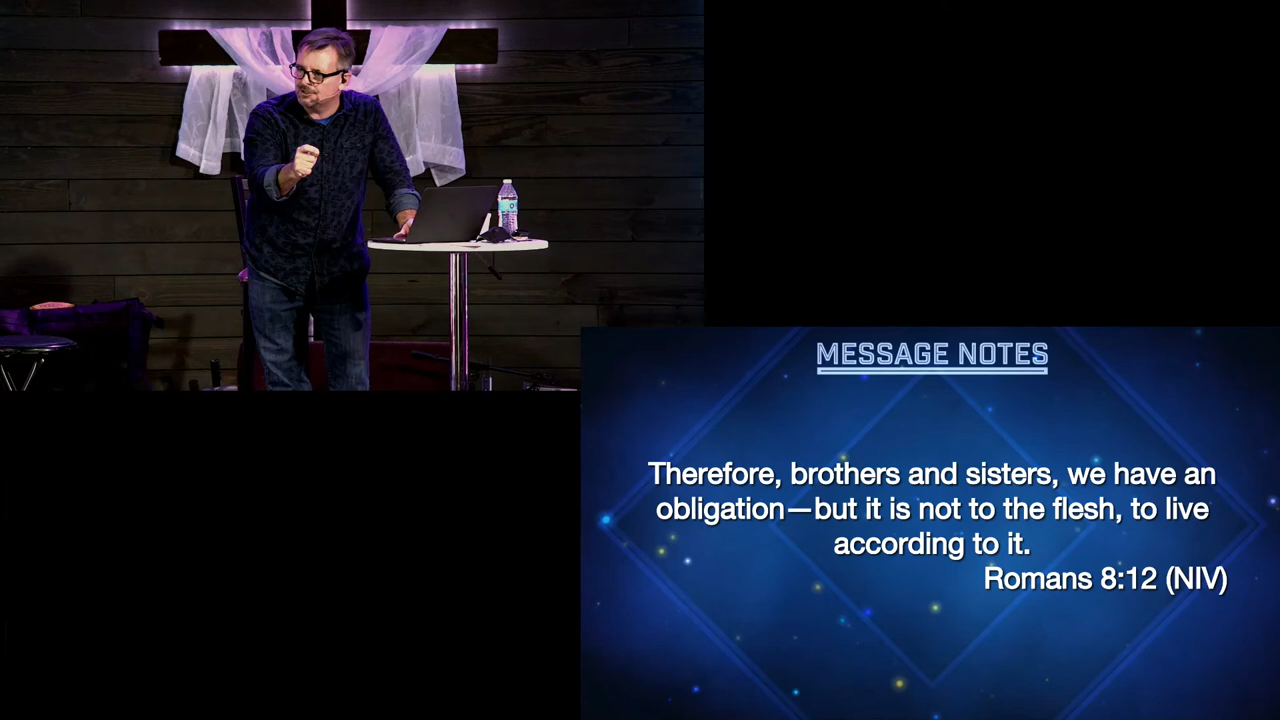 MESSAGE NOTES
Therefore, brothers and sisters, we have an
obligation—but it is not to the flesh, to live
according to it.
Romans 8:12 (NIV)